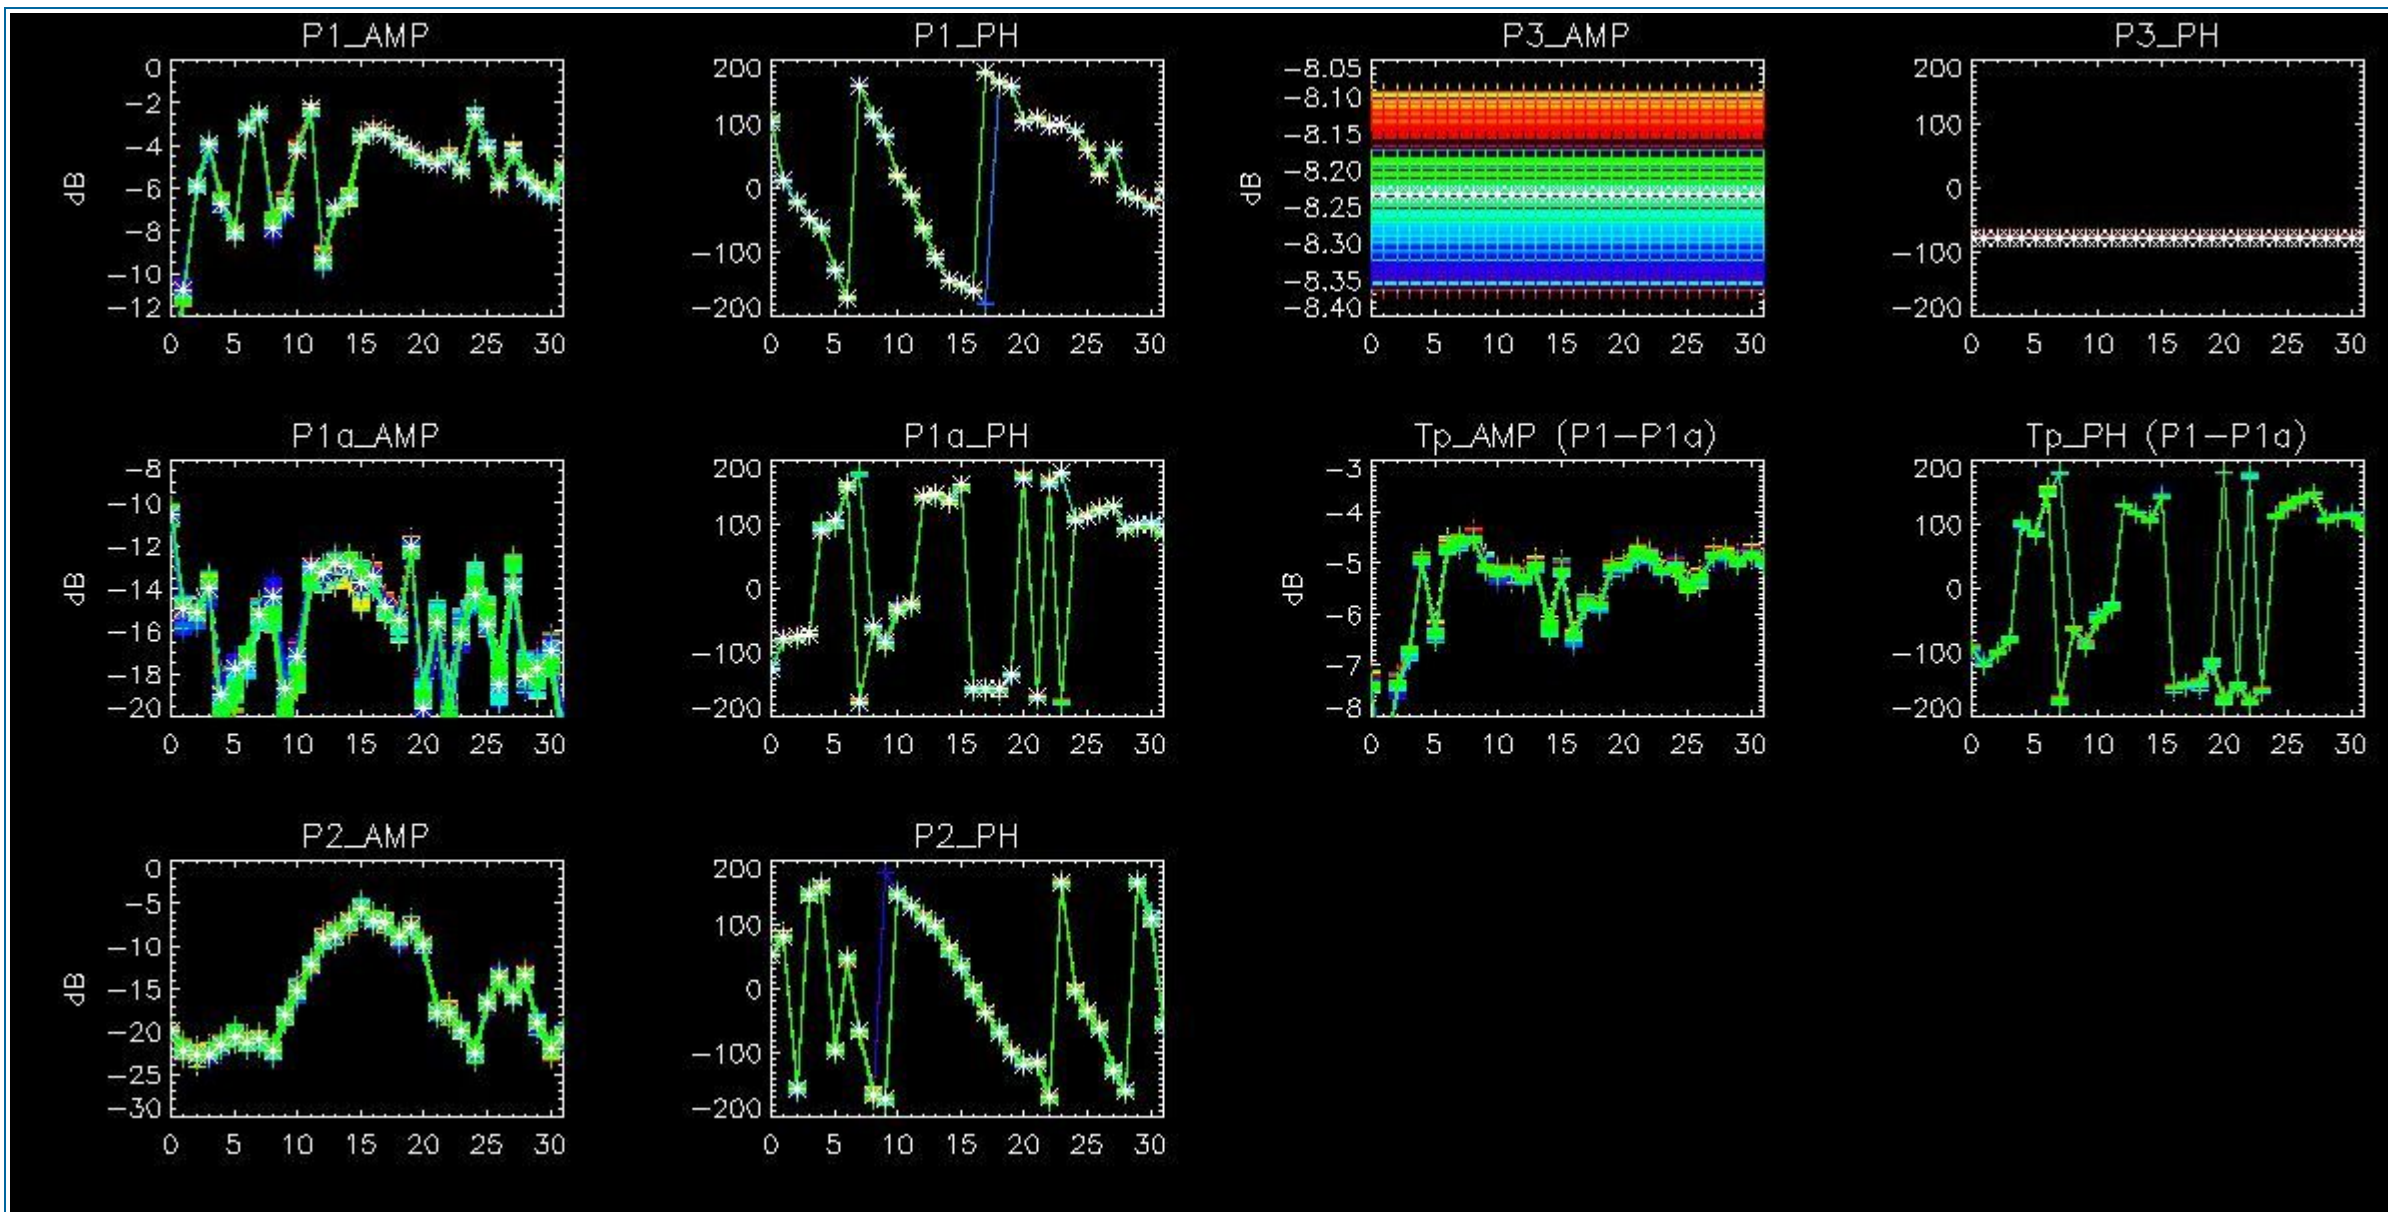 P1_AMP
0
−2
−4
−6
−8
−10
−12
dB
0 5 10 15 20 25 30
P1_PH
200
100
0
−100
−200
0 5 10 15 20 25 30
P3_AMP
−8.05
−8.10
−8.15
−8.20
−8.25
−8.30
−8.35
−8.40
dB
0 5 10 15 20 25 30
P3_PH
200
100
0
−100
−200
0 5 10 15 20 25 30
P1a_AMP
−8
−10
−12
−14
−16
−18
−20
dB
0 5 10 15 20 25 30
P1a_PH
200
100
0
−100
−200
0 5 10 15 20 25 30
Tp_AMP (P1−P1a)
−3
−4
−5
−6
−7
−8
dB
0 5 10 15 20 25 30
Tp_PH (P1−P1a)
200
100
0
−100
−200
0 5 10 15 20 25 30
P2_AMP
0
−5
−10
−15
−20
−25
−30
dB
0 5 10 15 20 25 30
P2_PH
200
100
0
−100
−200
0 5 10 15 20 25 30